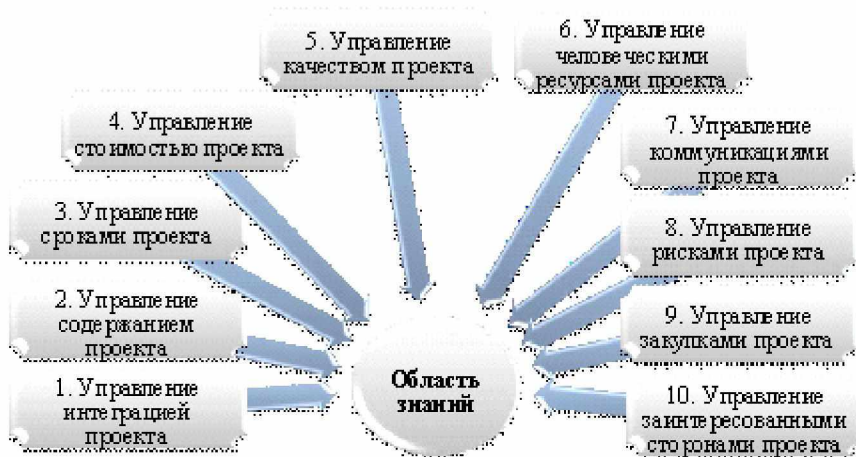 5. Управление
качеством проекта
6. Управление
человеческими
ресурсами проекта
4. Управление
стоимостью проекта
7. Управление
коммуникациями
проекта
3. Управление
сроками проекта
8. Управление
рисками проекта
2. Управление
содержанием
проекта
9. Управление
закупками проекта
1. Управление
интеграцией
проекта
Область
знаний
10. Управление
заинтересованными
сторонами проекта